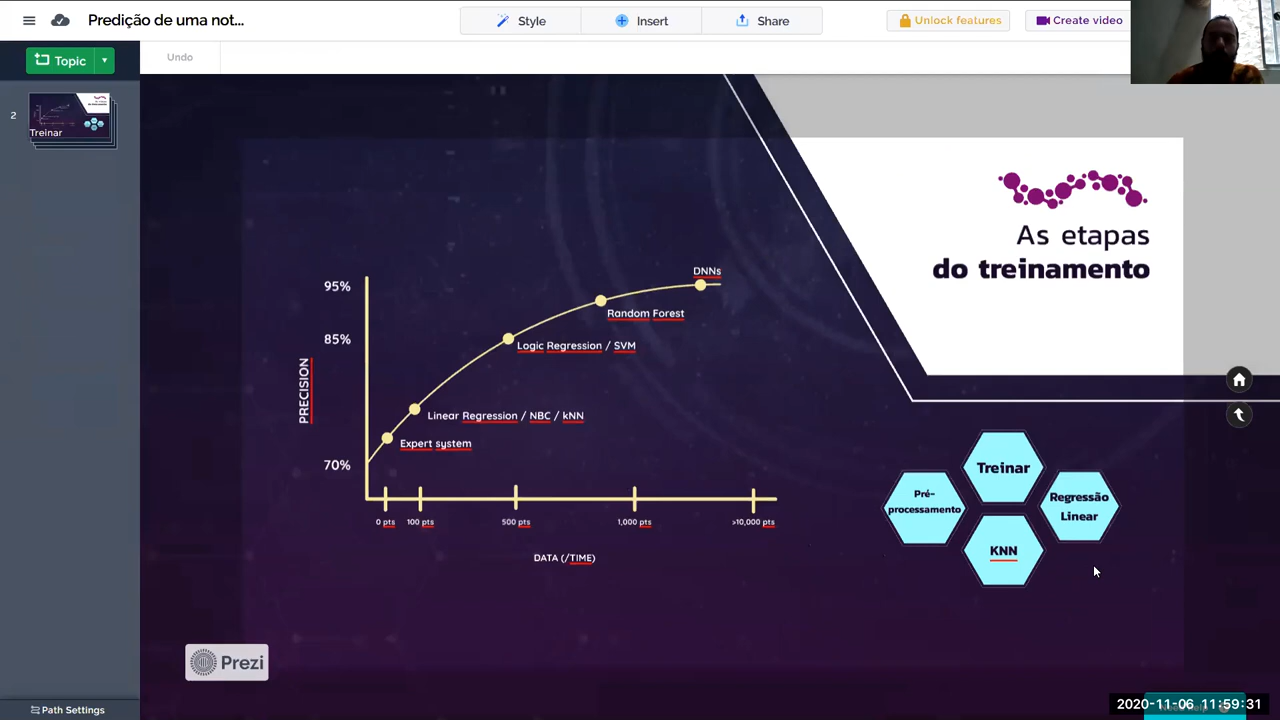 Predição de uma not...
Style
Insert
Share
Unlock features
Create video
Topic
Undo
2
Treinar
As etapas
do treinamento
95%
85%
70%
PRECISION
DNNs
Random Forest
Logic Regression / SVM
Linear Regression / NBC / kNN
Expert system
0 pts
100 pts
500 pts
1,000 pts
>10,000 pts
DATA (/TIME)
Treinar
Pré-
processamento
Regressão
Linear
KNN
Prezi
Path Settings
2020-11-06 11:59:31